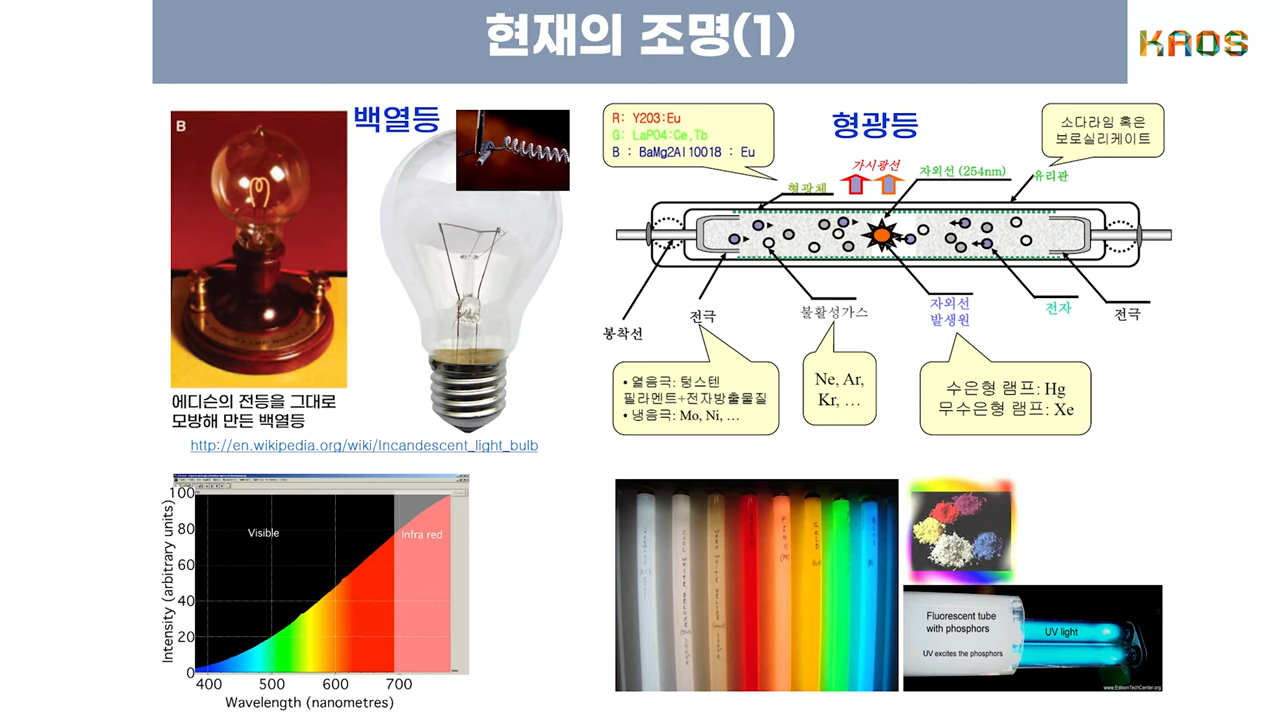 현재의 조명(1)
KAOS
B
백열등
에디슨의 전등을 그대로
모방해 만든 백열등
http://en.wikipedia.org/wiki/Incandescent_light_bulb
R: Y2O3:Eu
G: LaPO4:Ce,Tb
B : BaMg2Al10O18 : Eu
형광등
소다라임 혹은
보로실리케이트
가시광선
자외선 (254nm)
형광체
유리관
봉착선
전극
불활성가스
자외선
발생원
전자
전극
• 열음극: 텅스텐
필라멘트+전자방출물질
• 냉음극: Mo, Ni, …
Ne, Ar,
Kr, …
수은형 램프: Hg
무수은형 램프: Xe
Intensity (arbitrary units)
100
80
60
40
20
0
Visible
Infra red
400
500
600
700
Wavelength (nanometres)
Fluorescent tube
with phosphors
UV excites the phosphors
UV light
www.EdisonTechCenter.org